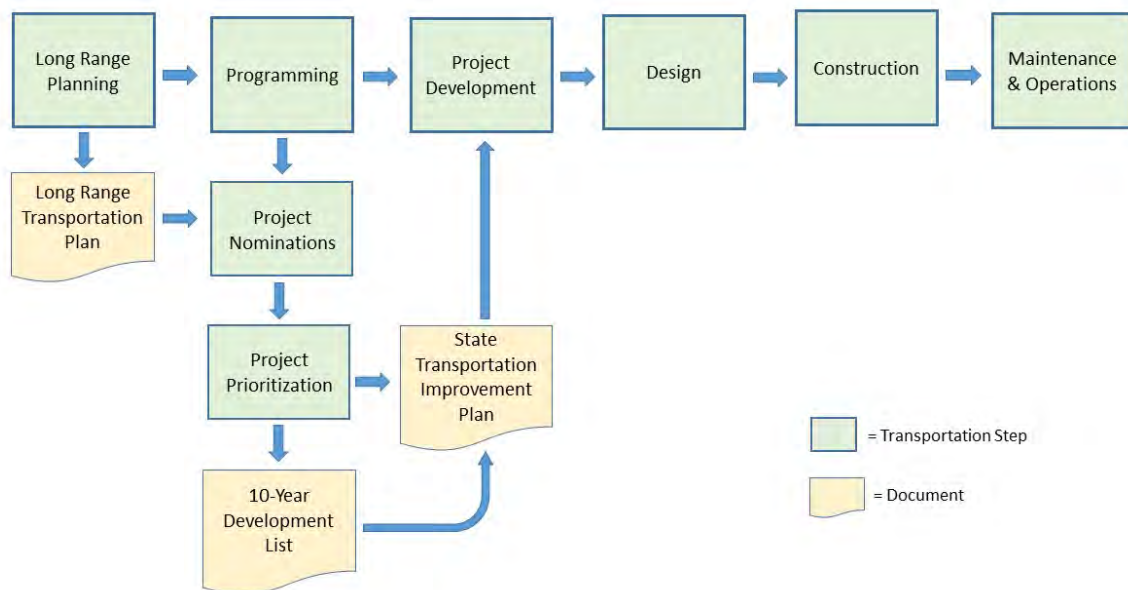 Long Range
Planning
Programming
Project
Development
Design
Construction
Maintenance
& Operations
Long Range
Transportation
Plan
Project
Nominations
Project
Prioritization
State
Transportation
Improvement
Plan
10-Year
Development
List
= Transportation Step
= Document